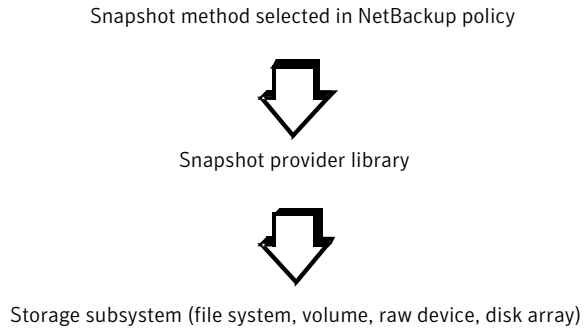 Snapshot method selected in NetBackup policy
Snapshot provider library
Storage subsystem (file system, volume, raw device, disk array)